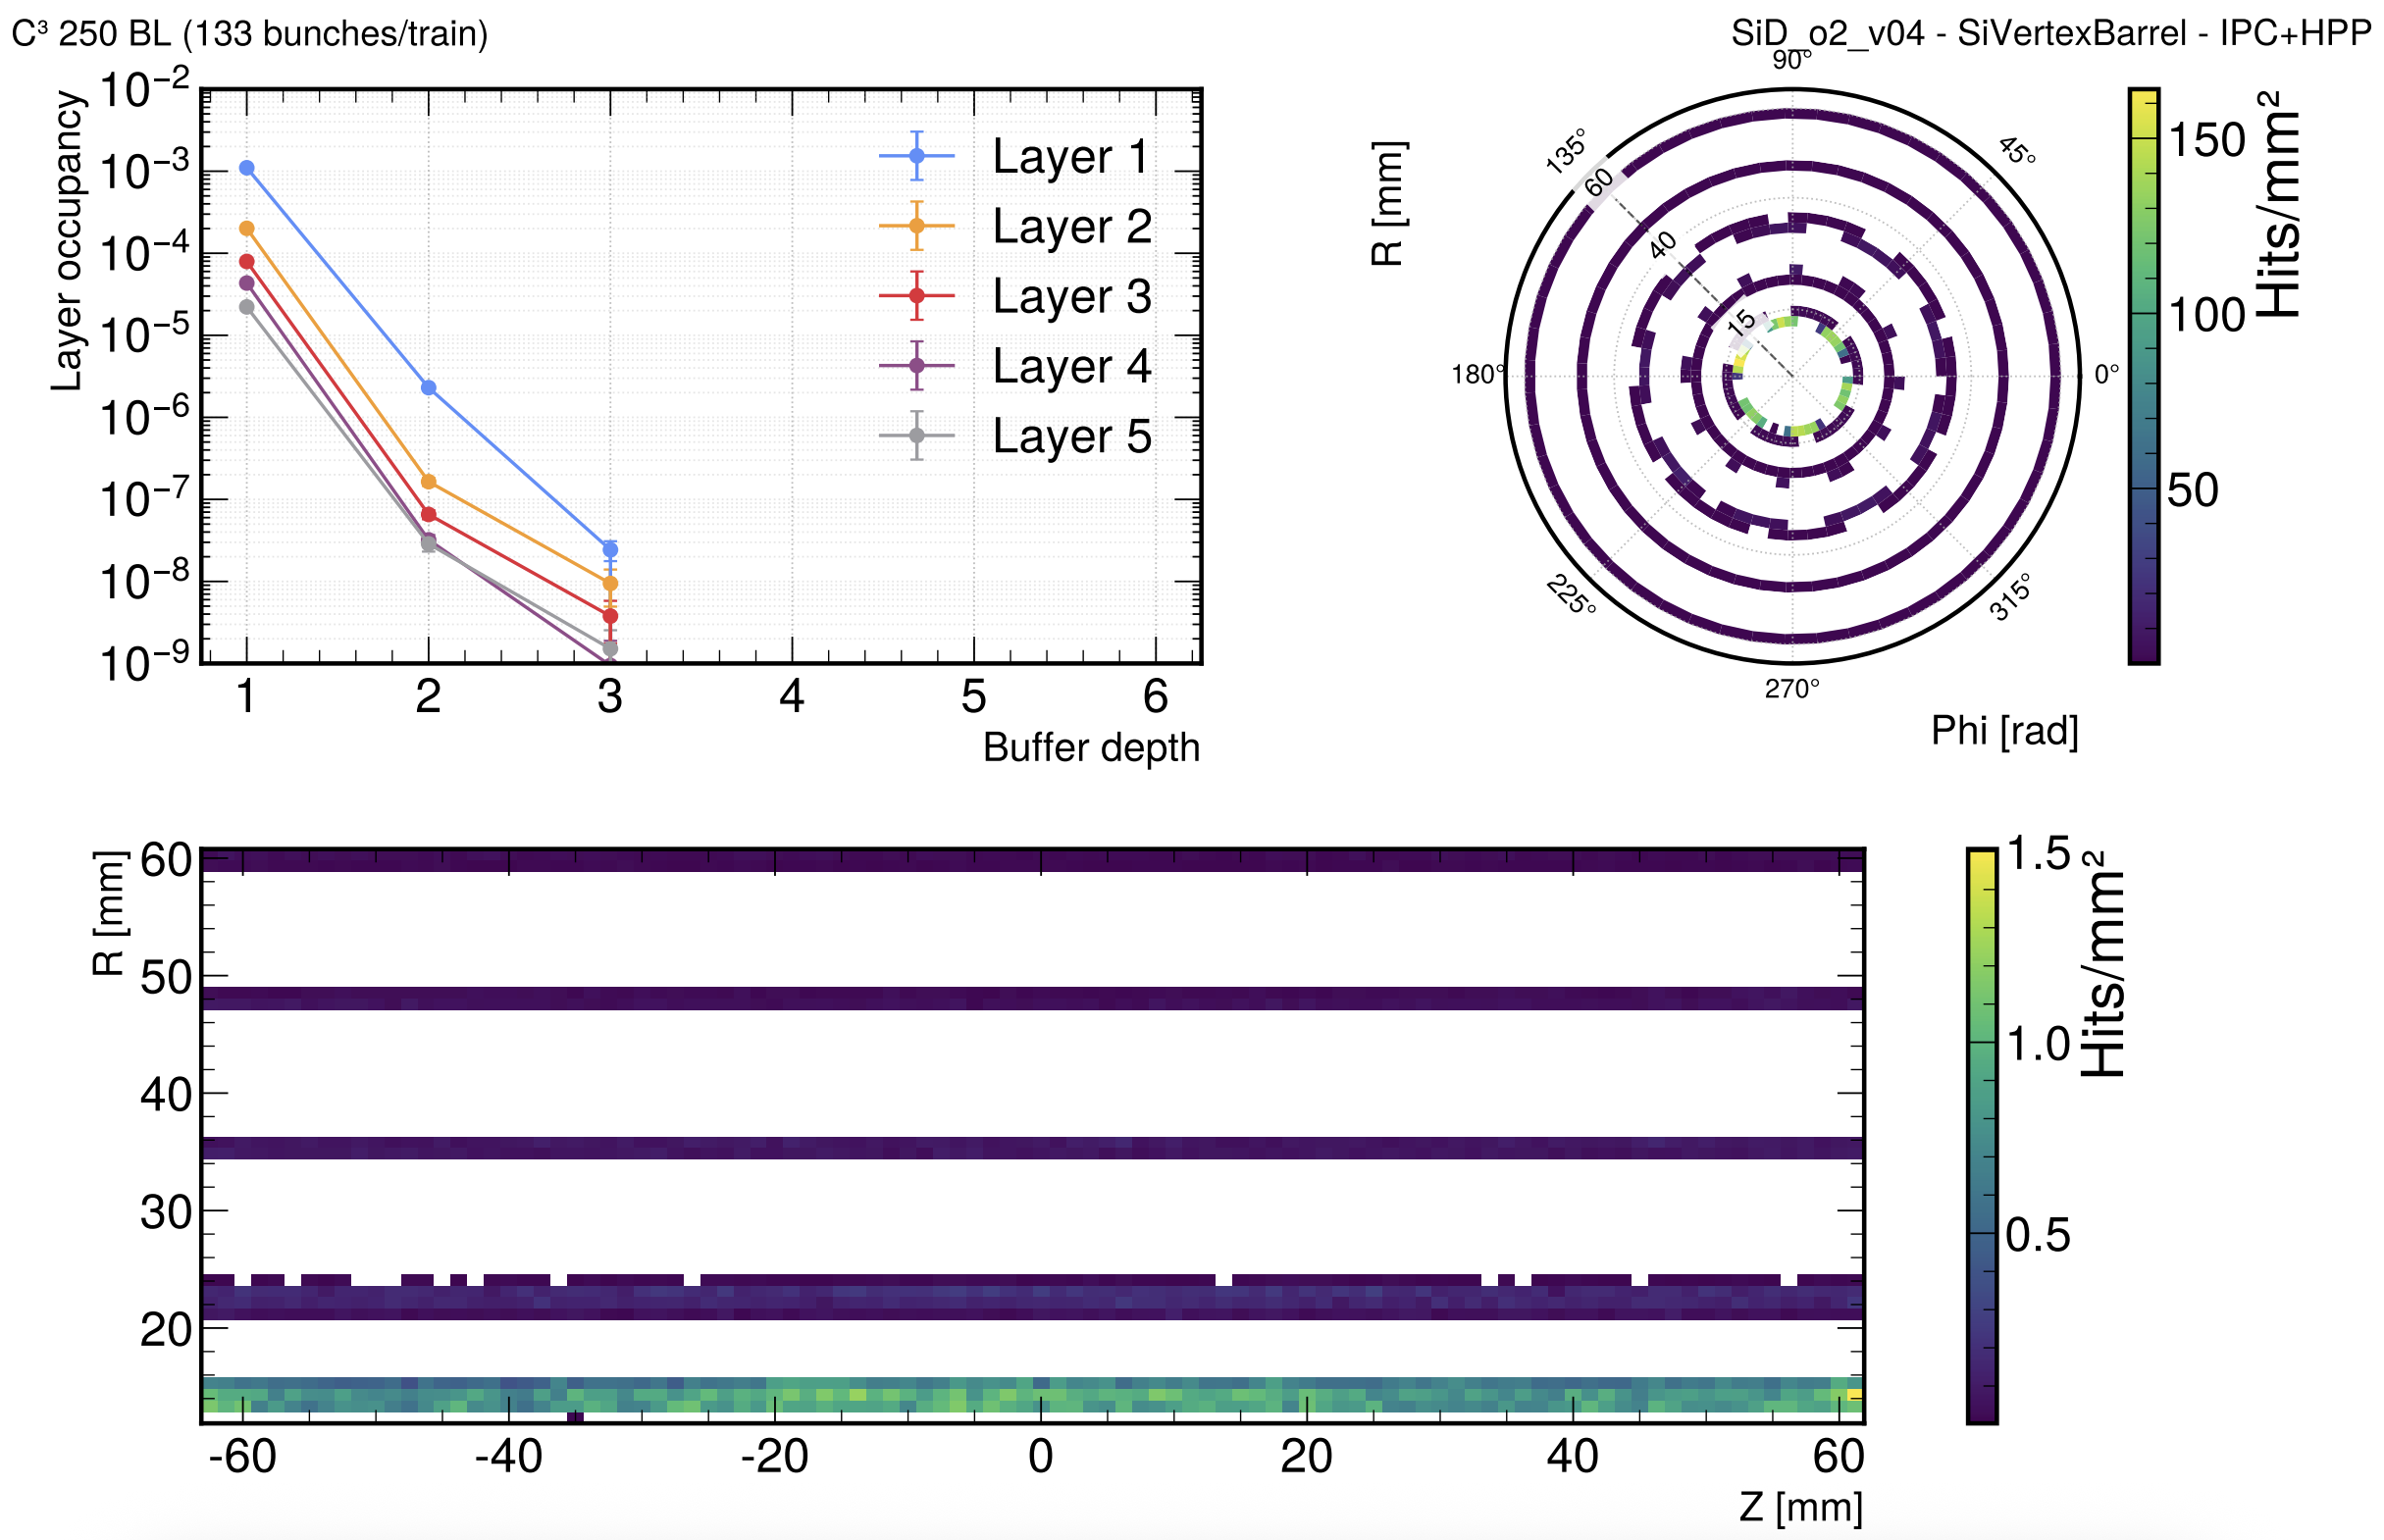 C³ 250 BL (133 bunches/train)
SiD_o2_v04 - SiVertexBarrel - IPC+HPP
Layer occupancy
10⁻²
10⁻³
10⁻⁴
10⁻⁵
10⁻⁶
10⁻⁷
10⁻⁸
10⁻⁹
1 2 3 4 5 6
Buffer depth
Layer 1
Layer 2
Layer 3
Layer 4
Layer 5
R [mm]
90°
135°
45°
60
40
15
180°
0°
225°
315°
270°
Phi [rad]
150
100
50
Hits/mm²
R [mm]
60
50
40
30
20
-60 -40 -20 0 20 40 60
Z [mm]
1.5
1.0
0.5
Hits/mm²